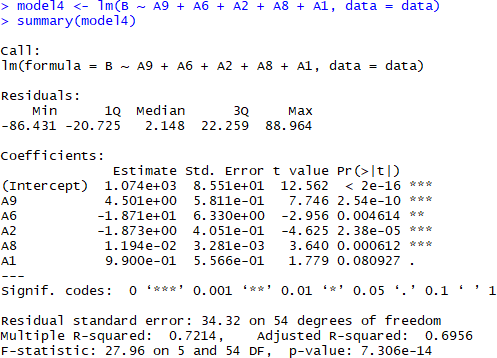 > model4 <- lm(B ~ A9 + A6 + A2 + A8 + A1, data = data)
> summary(model4)
Call:
lm(formula = B ~ A9 + A6 + A2 + A8 + A1, data = data)
Residuals:
    Min      1Q  Median      3Q     Max
-86.431 -20.725   2.148  22.259  88.964
Coefficients:
              Estimate Std. Error t value Pr(>|t|)
(Intercept)  1.074e+03  8.551e+01  12.562  < 2e-16 ***
A9           4.501e+00  5.811e-01   7.746 2.54e-10 ***
A6          -1.871e+01  6.330e+00  -2.956 0.004614 **
A2          -1.873e+00  4.051e-01  -4.625 2.38e-05 ***
A8           1.194e-02  3.281e-03   3.640 0.000612 ***
A1           9.900e-01  5.566e-01   1.779 0.080927 .
---
Signif. codes:  0 ‘***’ 0.001 ‘**’ 0.01 ‘*’ 0.05 ‘.’ 0.1 ‘ ’ 1
Residual standard error: 34.32 on 54 degrees of freedom
Multiple R-squared:  0.7214,	Adjusted R-squared:  0.6956
F-statistic: 27.96 on 5 and 54 DF,  p-value: 7.306e-14